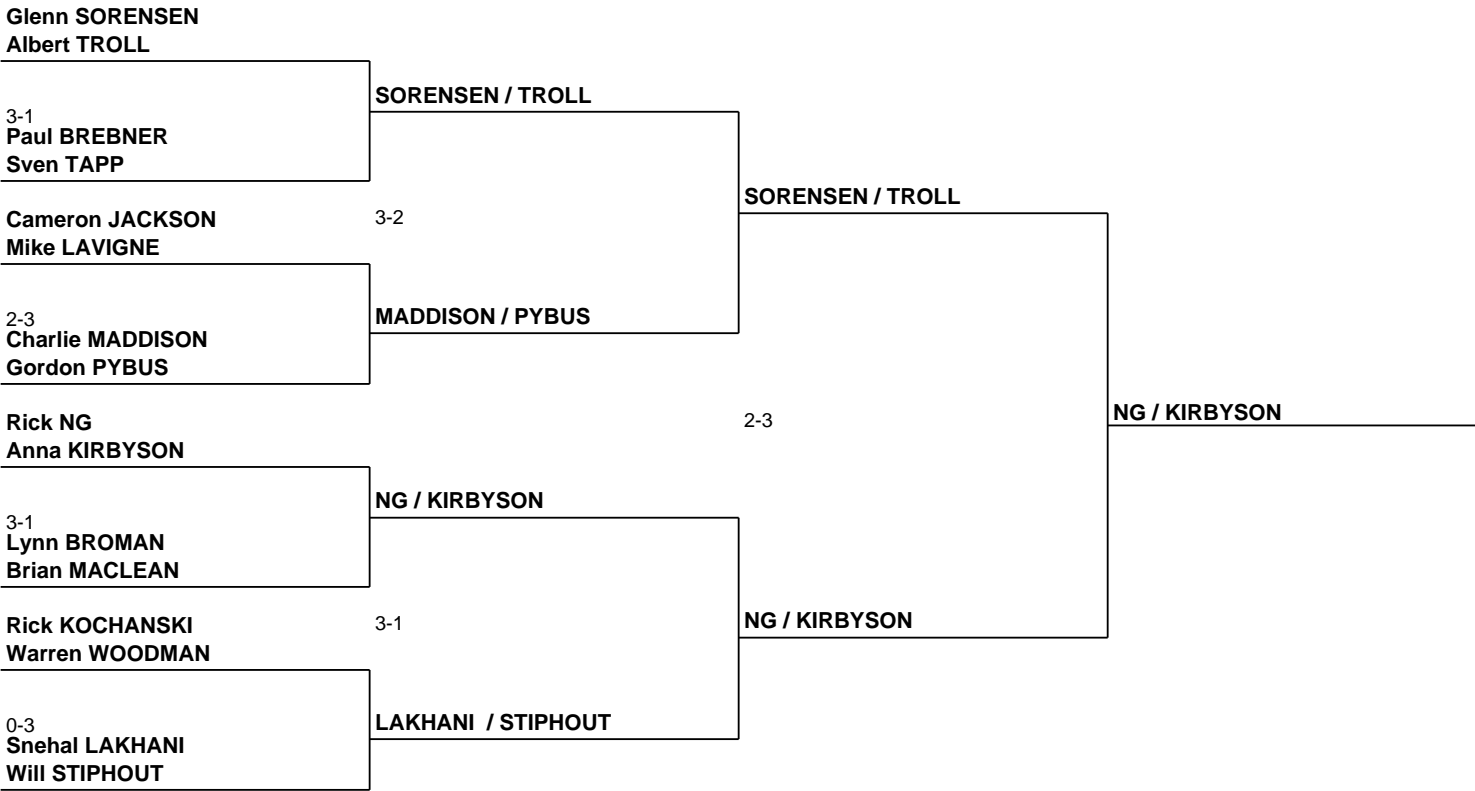 Glenn SORENSEN
Albert TROLL
SORENSEN / TROLL
3-1
Paul BREBNER
Sven TAPP
SORENSEN / TROLL
Cameron JACKSON
3-2
Mike LAVIGNE
MADDISON / PYBUS
2-3
Charlie MADDISON
Gordon PYBUS
NG / KIRBYSON
Rick NG
2-3
Anna KIRBYSON
NG / KIRBYSON
3-1
Lynn BROMAN
Brian MACLEAN
NG / KIRBYSON
Rick KOCHANSKI
3-1
Warren WOODMAN
LAKHANI / STIPHOUT
0-3
Snehal LAKHANI
Will STIPHOUT